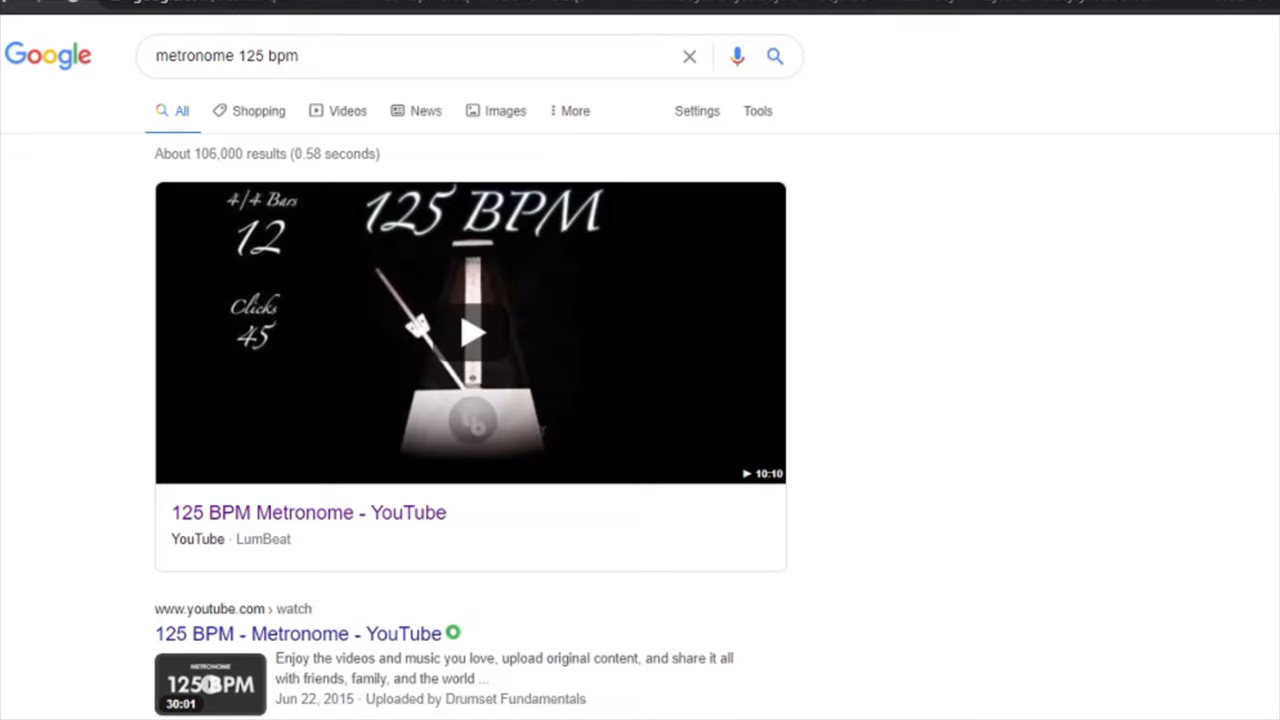 Google
metronome 125 bpm
All Shopping Videos News Images More Settings Tools
About 106,000 results (0.58 seconds)
4/4 Bars
12
125 BPM
Clicks
45
10:10
125 BPM Metronome - YouTube
YouTube · LumBeat
www.youtube.com › watch
125 BPM - Metronome - YouTube
METRONOME
125 BPM
30:01
Enjoy the videos and music you love, upload original content, and share it all
with friends, family, and the world ...
Jun 22, 2015 · Uploaded by Drumset Fundamentals